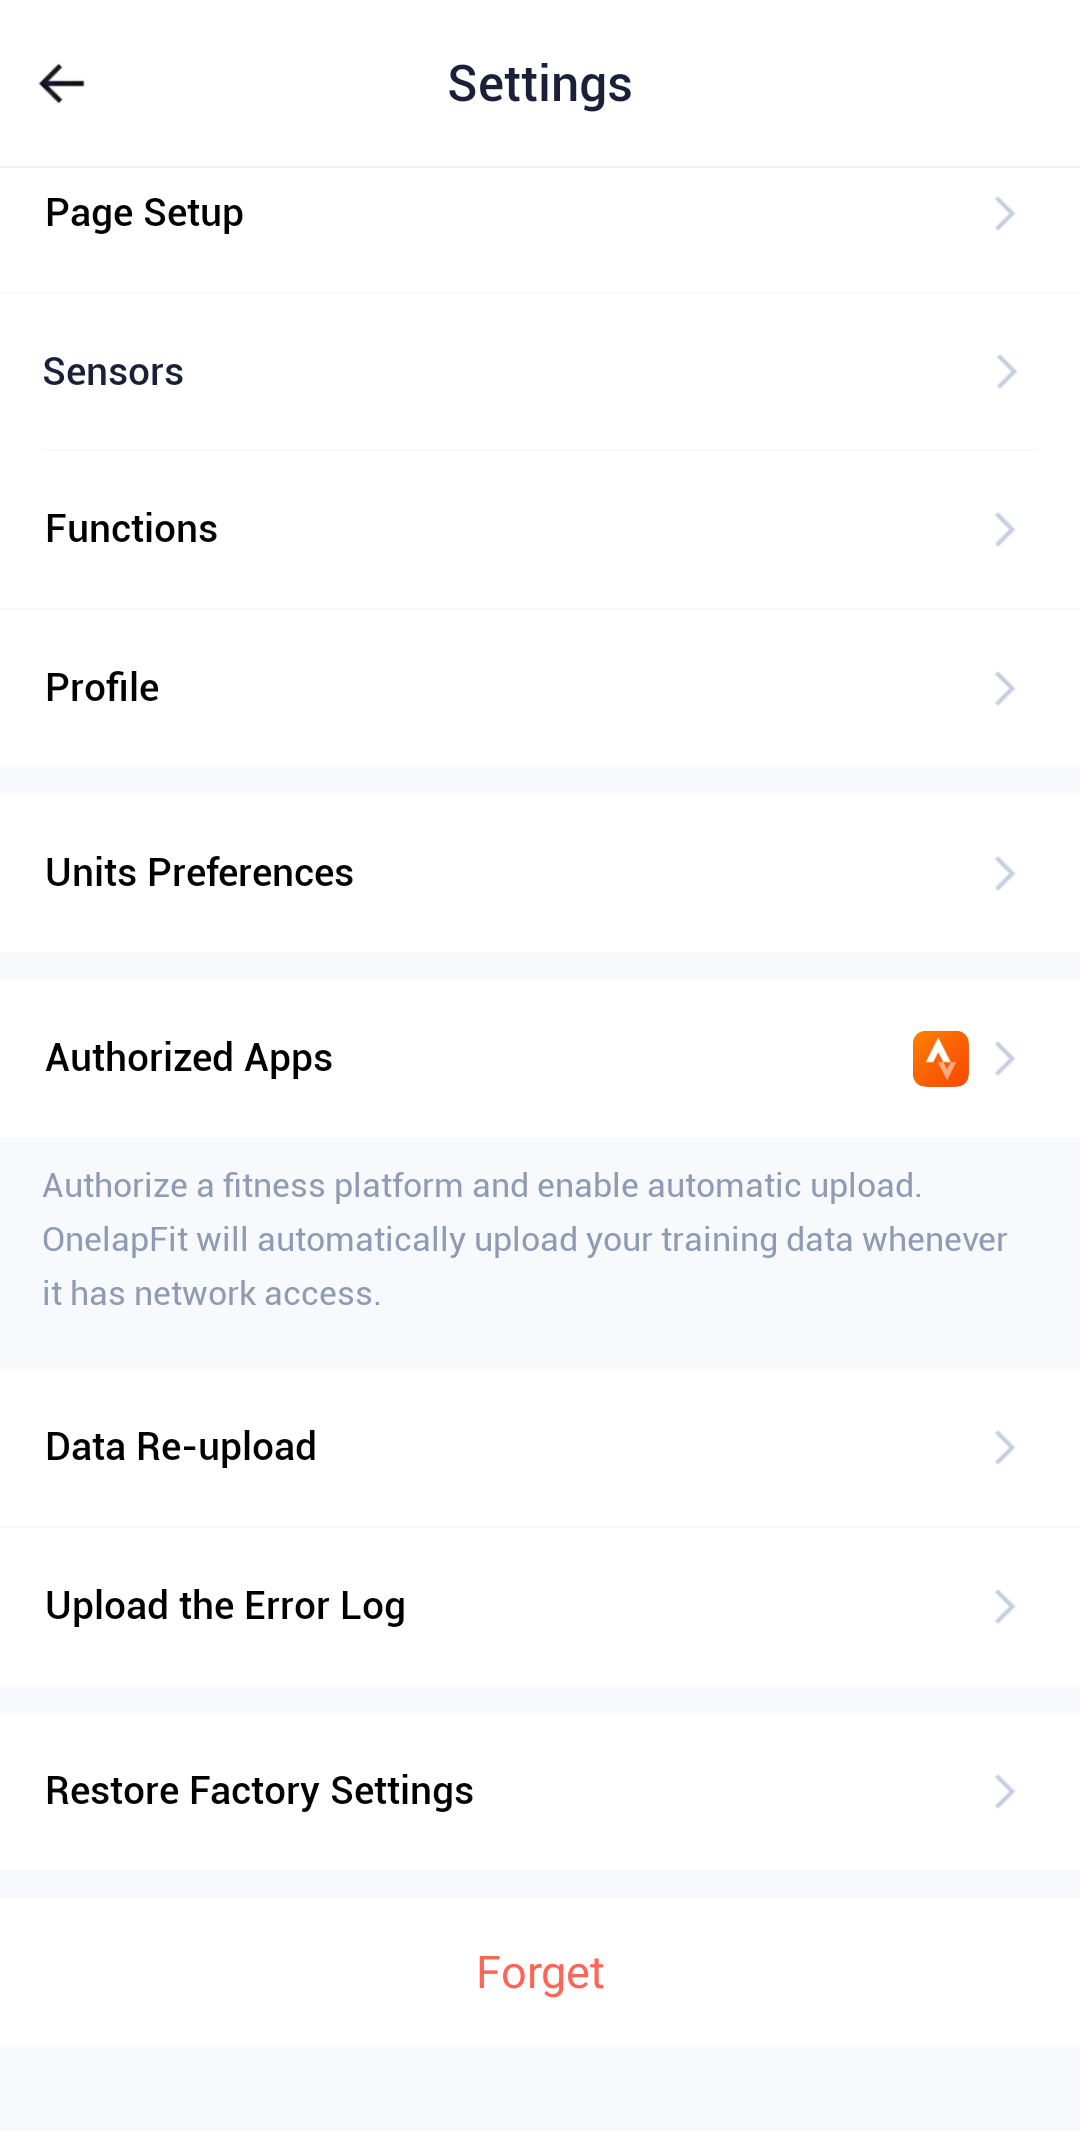 Settings
Page Setup
Sensors
Functions
Profile
Units Preferences
Authorized Apps
Authorize a fitness platform and enable automatic upload.
OnelapFit will automatically upload your training data whenever
it has network access.
Data Re-upload
Upload the Error Log
Restore Factory Settings
Forget